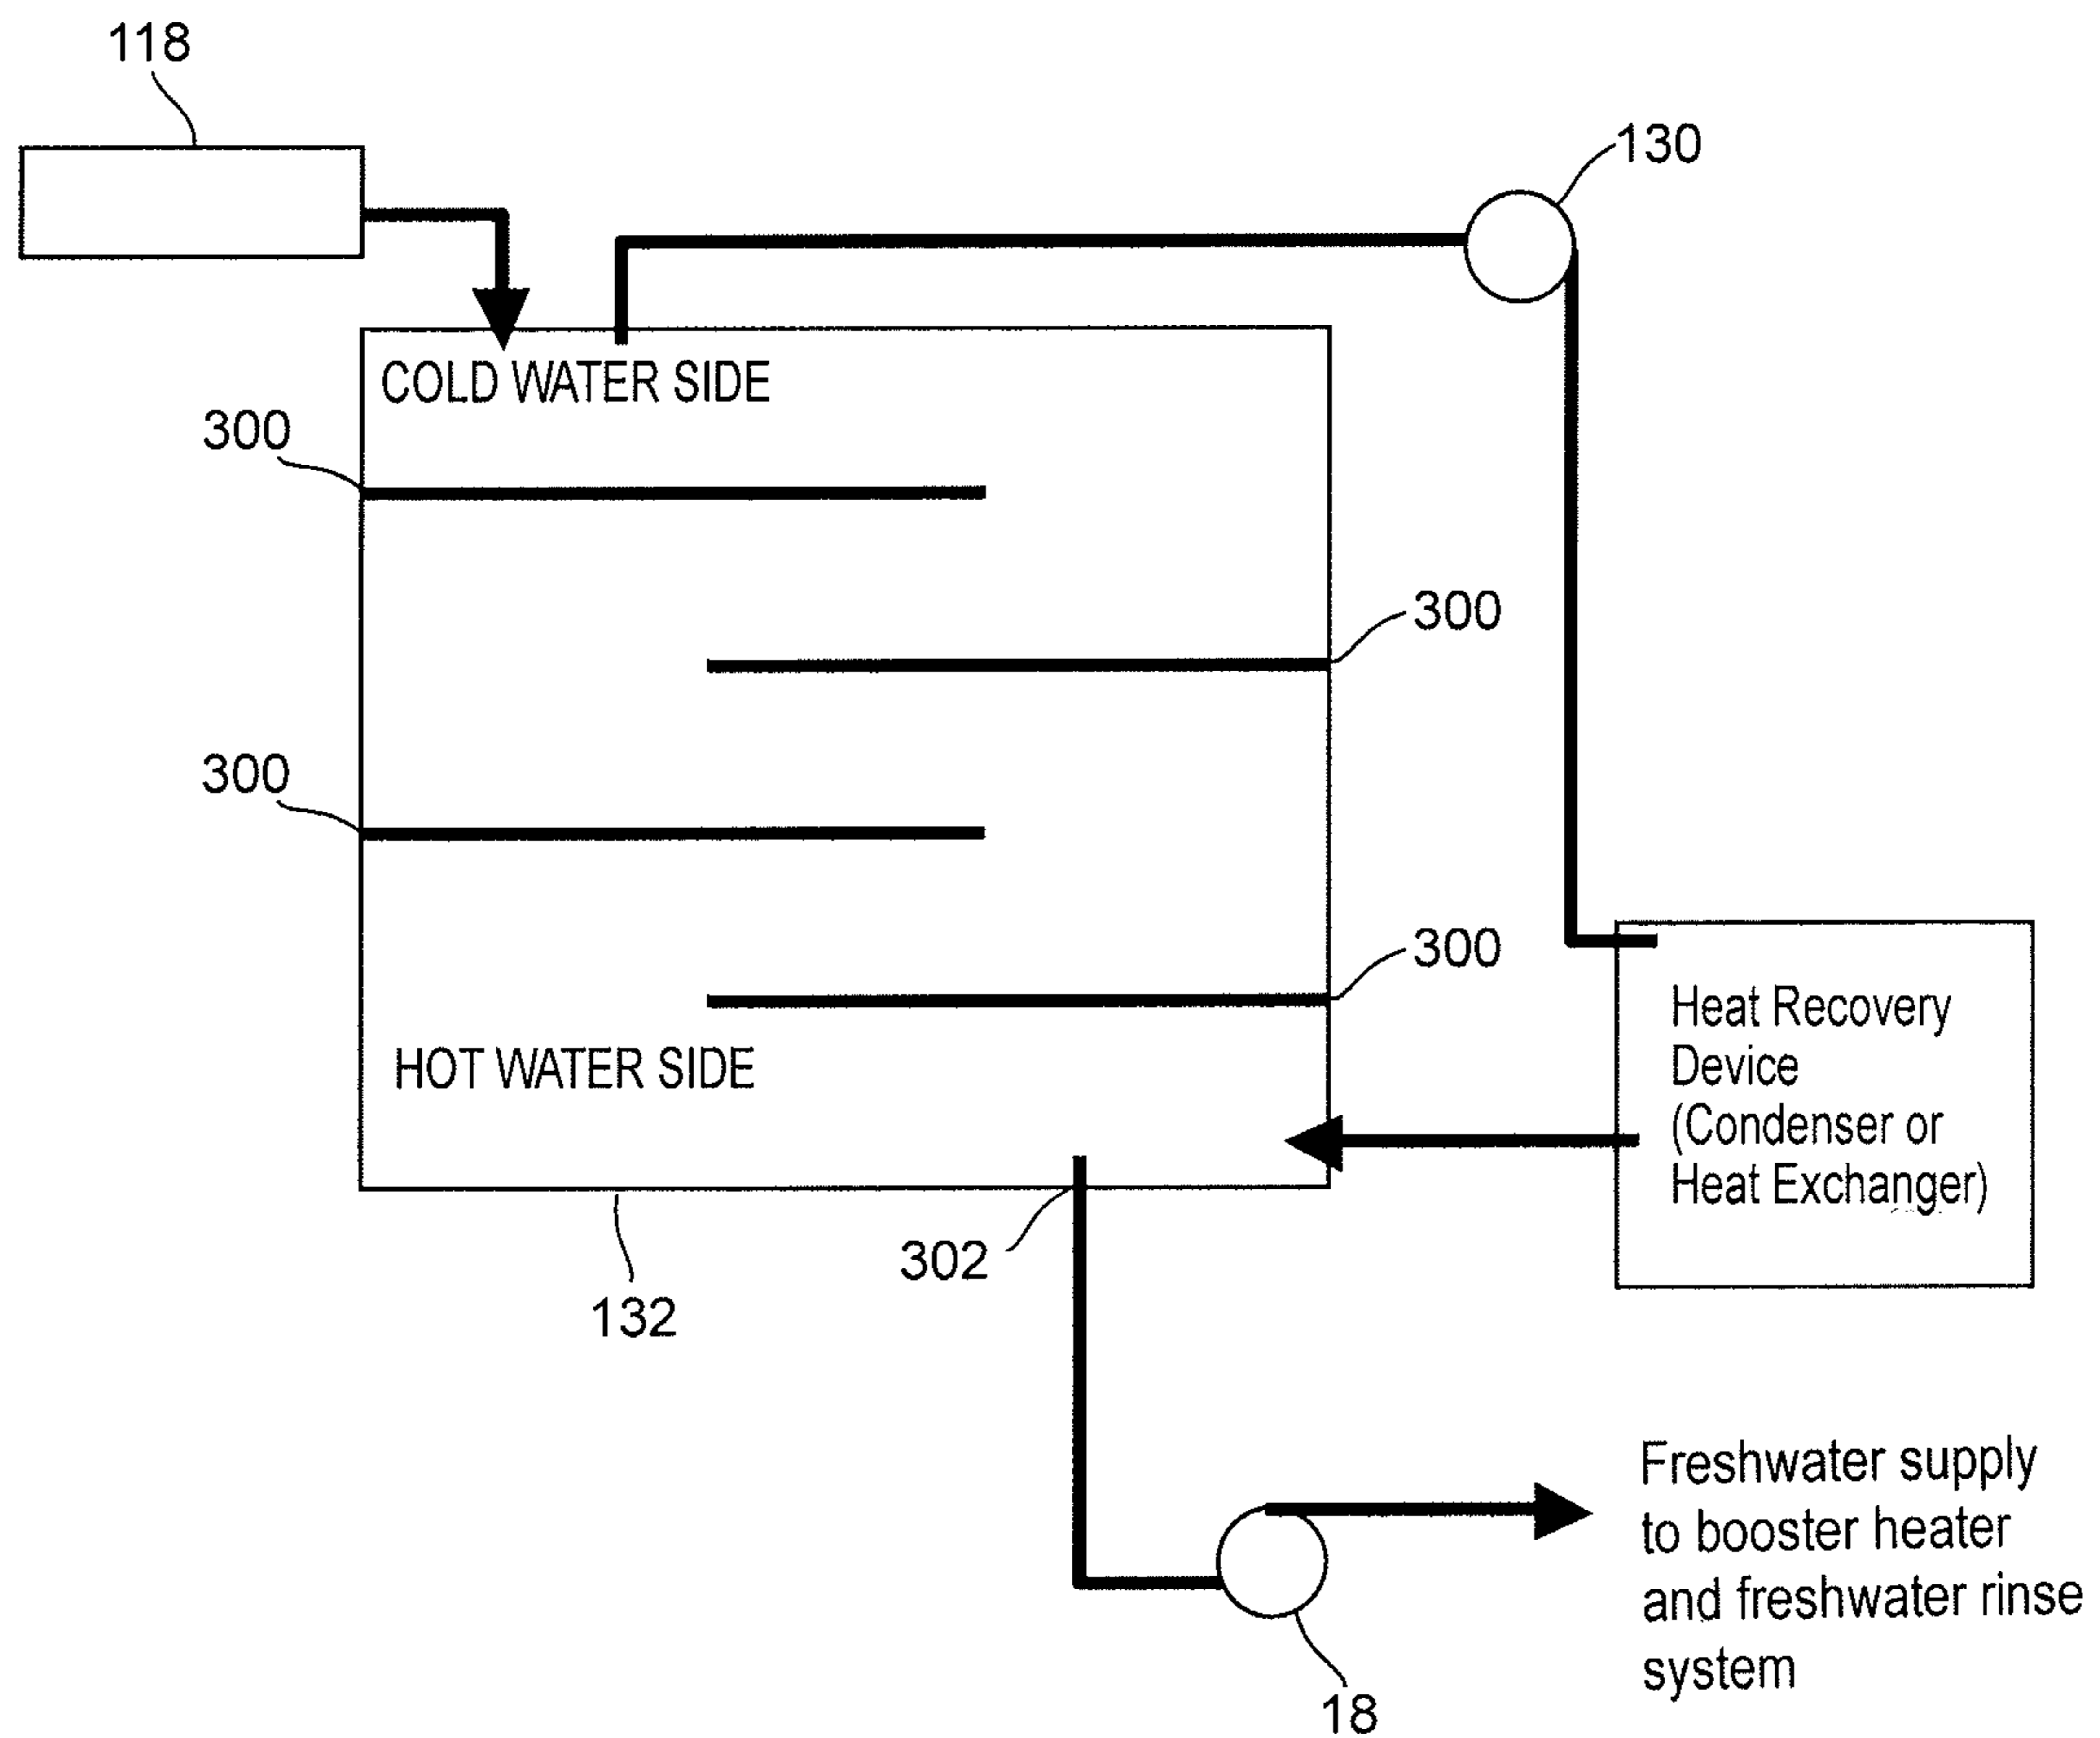 118
130
COLD WATER SIDE
300
300
300
300
HOT WATER SIDE
Heat Recovery
Device
(Condenser or
Heat Exchanger)
302
132
Freshwater supply
to booster heater
and freshwater rinse
system
18